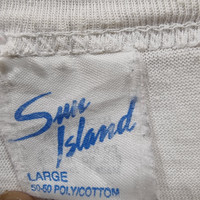 Sun
Island
LARGE
50-50 POLY/COTTON